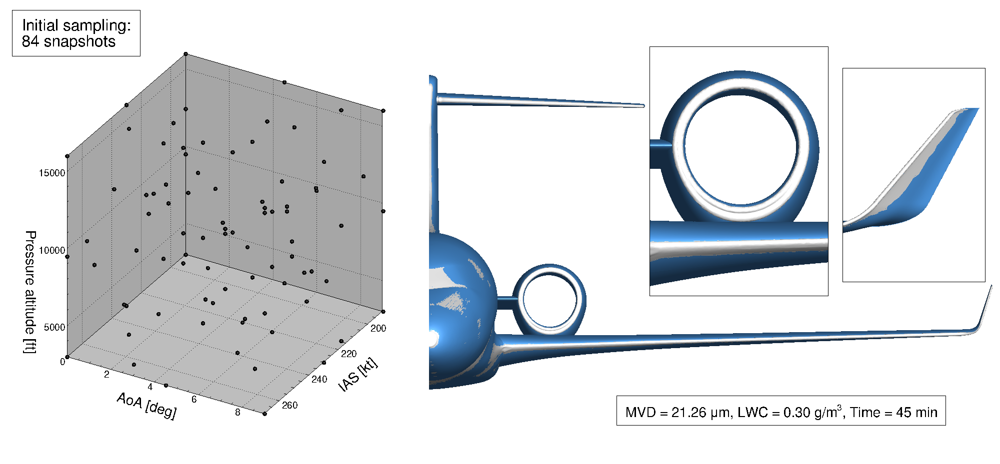 Initial sampling:
84 snapshots
15000
10000
5000
Pressure altitude [ft]
0
2
4
6
8
AoA [deg]
200
220
240
260
IAS [kt]
MVD = 21.26 µm, LWC = 0.30 g/m³, Time = 45 min